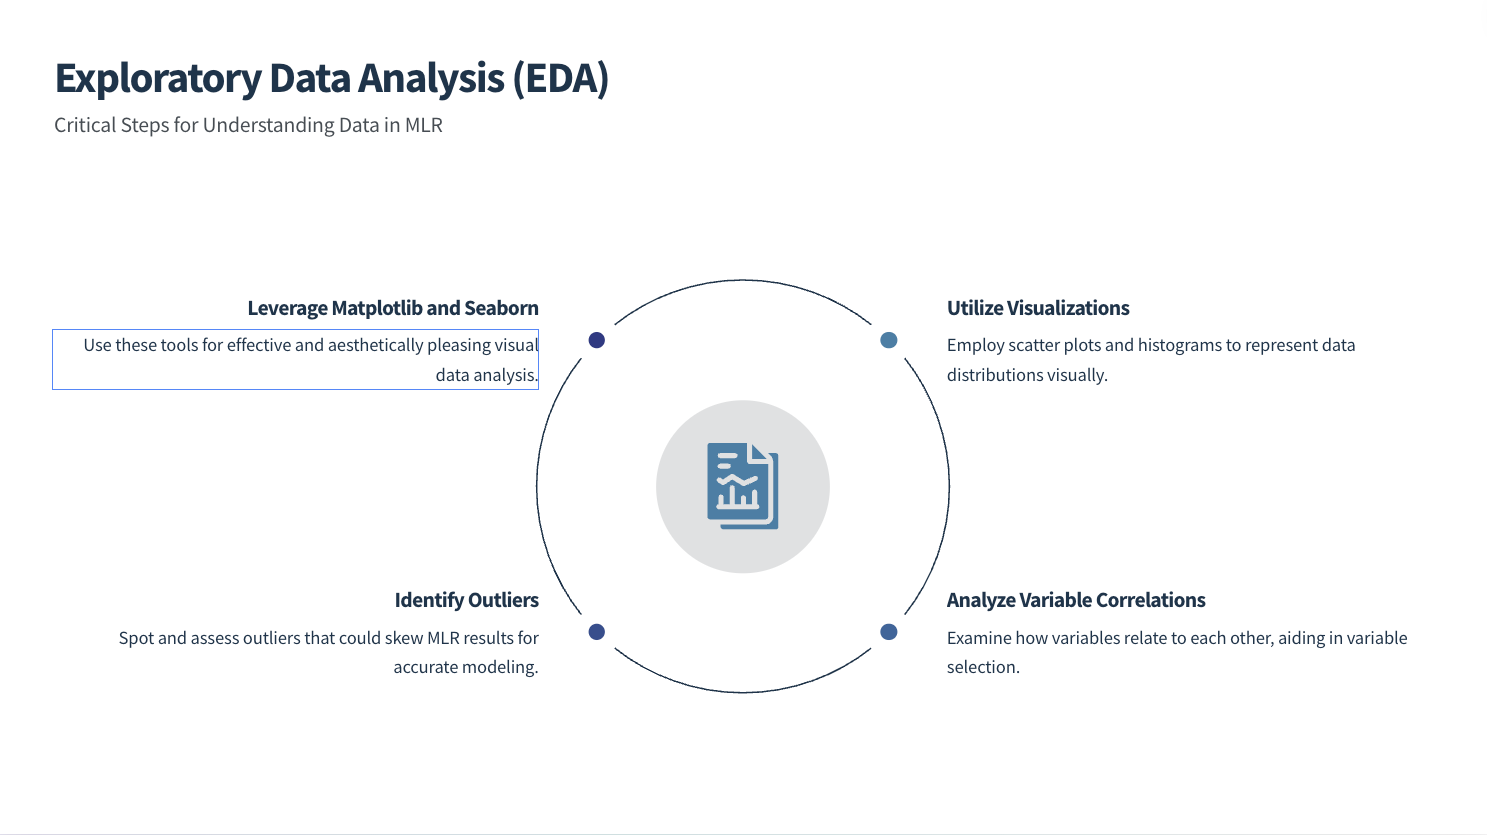 Exploratory Data Analysis (EDA)
Critical Steps for Understanding Data in MLR
Leverage Matplotlib and Seaborn
Use these tools for effective and aesthetically pleasing visual
data analysis.
Utilize Visualizations
Employ scatter plots and histograms to represent data
distributions visually.
Identify Outliers
Spot and assess outliers that could skew MLR results for
accurate modeling.
Analyze Variable Correlations
Examine how variables relate to each other, aiding in variable
selection.